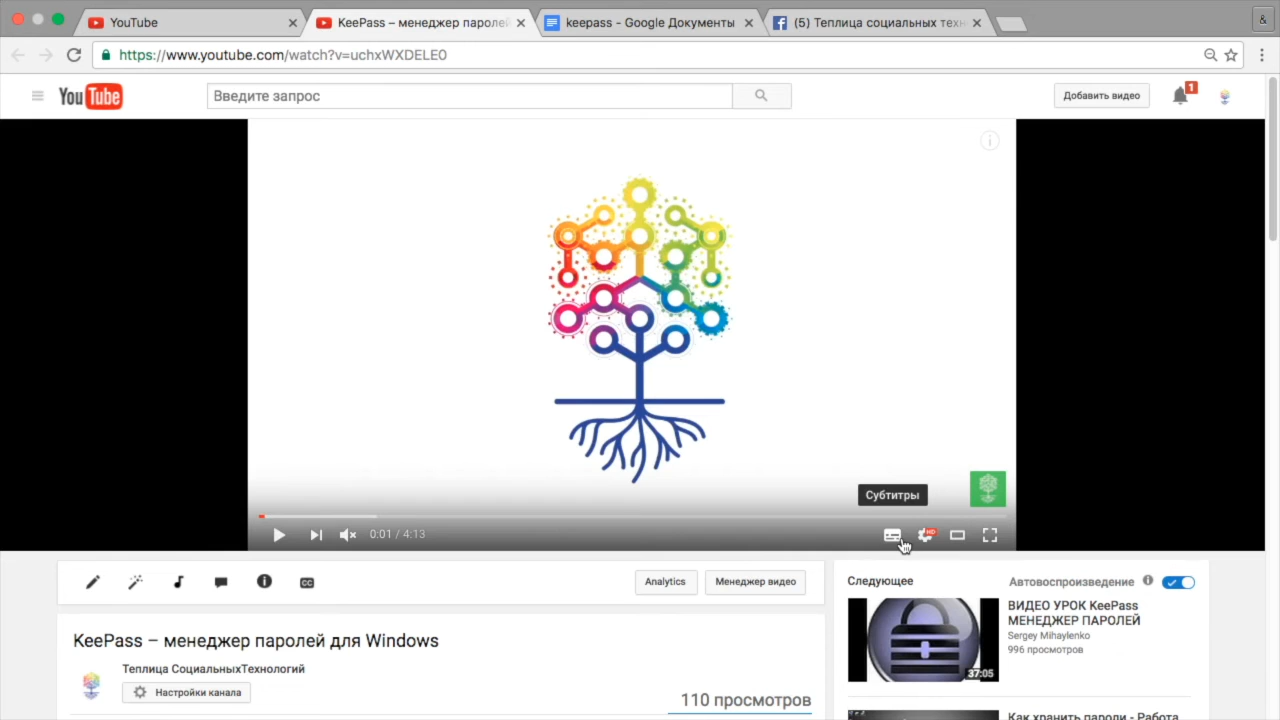 YouTube
KeePass – менеджер паролей
keepass - Google Документы
(5) Теплица социальных техн
&
https://www.youtube.com/watch?v=uchxWXDELE0
YouTube
Введите запрос
Добавить видео
1
Субтитры
0:01 / 4:13
HD
Analytics
Менеджер видео
CC
KeePass – менеджер паролей для Windows
Теплица СоциальныхТехнологий
Настройки канала
110 просмотров
Следующее
Автовоспроизведение
ВИДЕО УРОК KeePass
МЕНЕДЖЕР ПАРОЛЕЙ
Sergey Mihaylenko
996 просмотров
37:05
Как хранить пароли - Работа